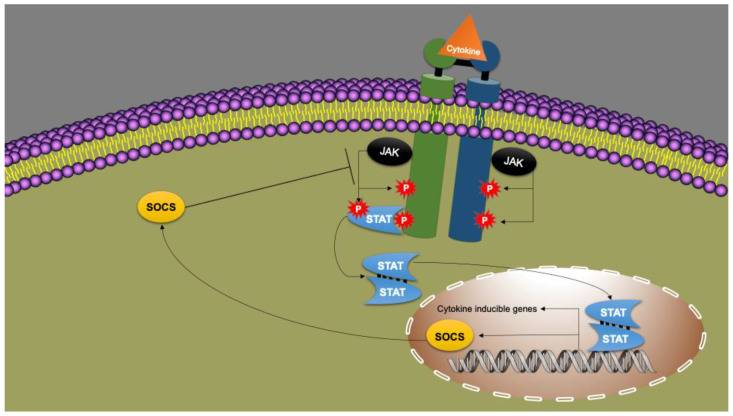 Cytokine
JAK
JAK
P
P
SOCS
P
STAT
P
P
STAT
STAT
Cytokine inducible genes
STAT
SOCS
STAT